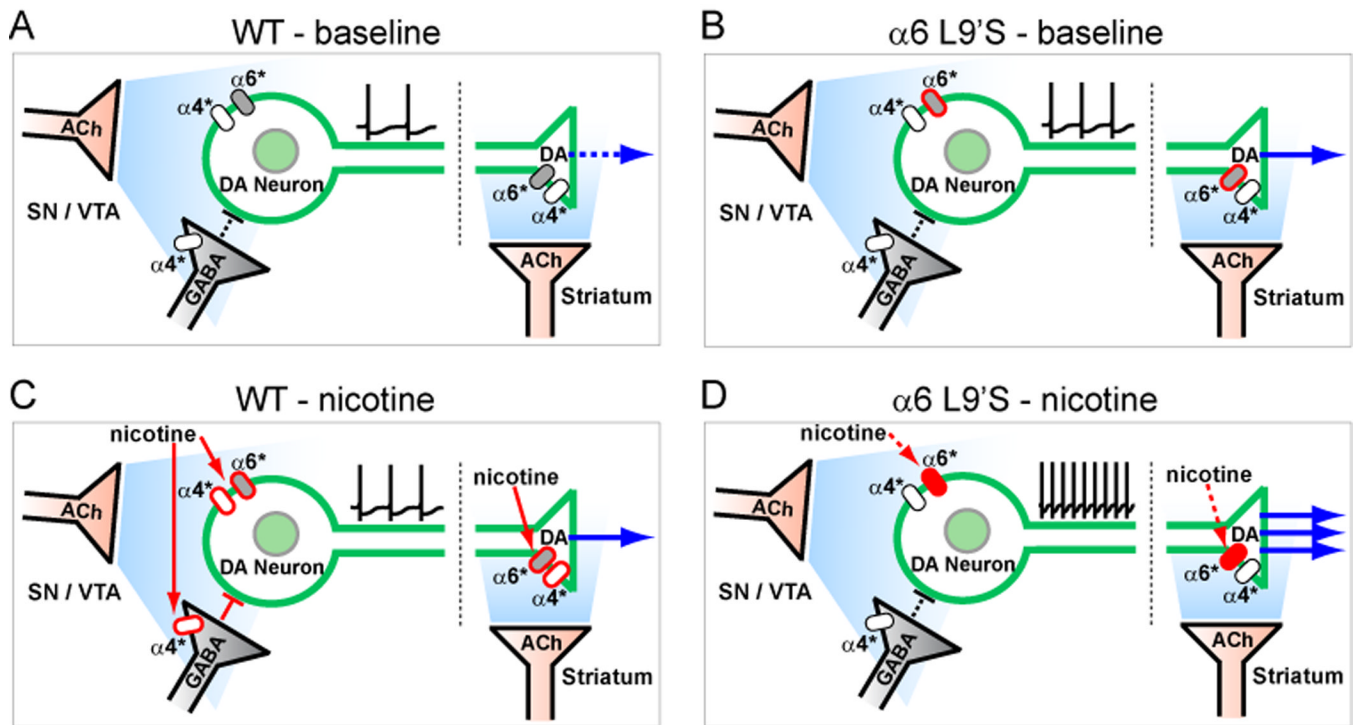 A
WT - baseline
ACh
α6*
α4*
DA Neuron
SN / VTA
α4*
GABA
DA
α6*
α4*
ACh
Striatum
B
α6 L9'S - baseline
ACh
α6*
α4*
DA Neuron
SN / VTA
α4*
GABA
DA
α6*
α4*
ACh
Striatum
C
WT - nicotine
nicotine
α6*
α4*
ACh
DA Neuron
SN / VTA
α4*
GABA
nicotine
DA
α6*
α4*
ACh
Striatum
D
α6 L9'S - nicotine
nicotine
α6*
α4*
ACh
DA Neuron
SN / VTA
α4*
GABA
nicotine
DA
α6*
α4*
ACh
Striatum